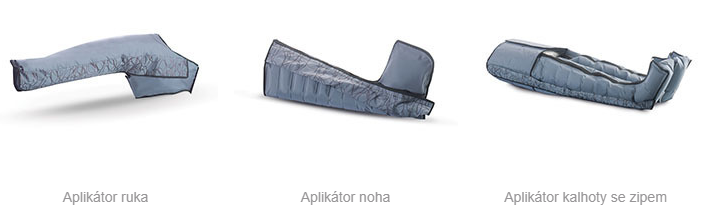 Aplikátor ruka
Aplikátor noha
Aplikátor kalhoty se zipem